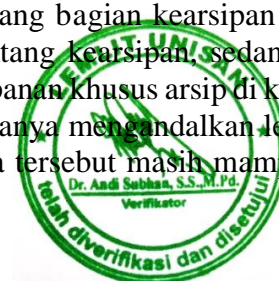 ang bagian kearsipan
tang kearsipan, sedan
panan khusus arsip di k
anya mengandalkan le
a tersebut masih mam
UNISAN
Dr. Andi Subhan, S.S., M.Pd.
Verifikator
telah diverifikasi dan disetujui